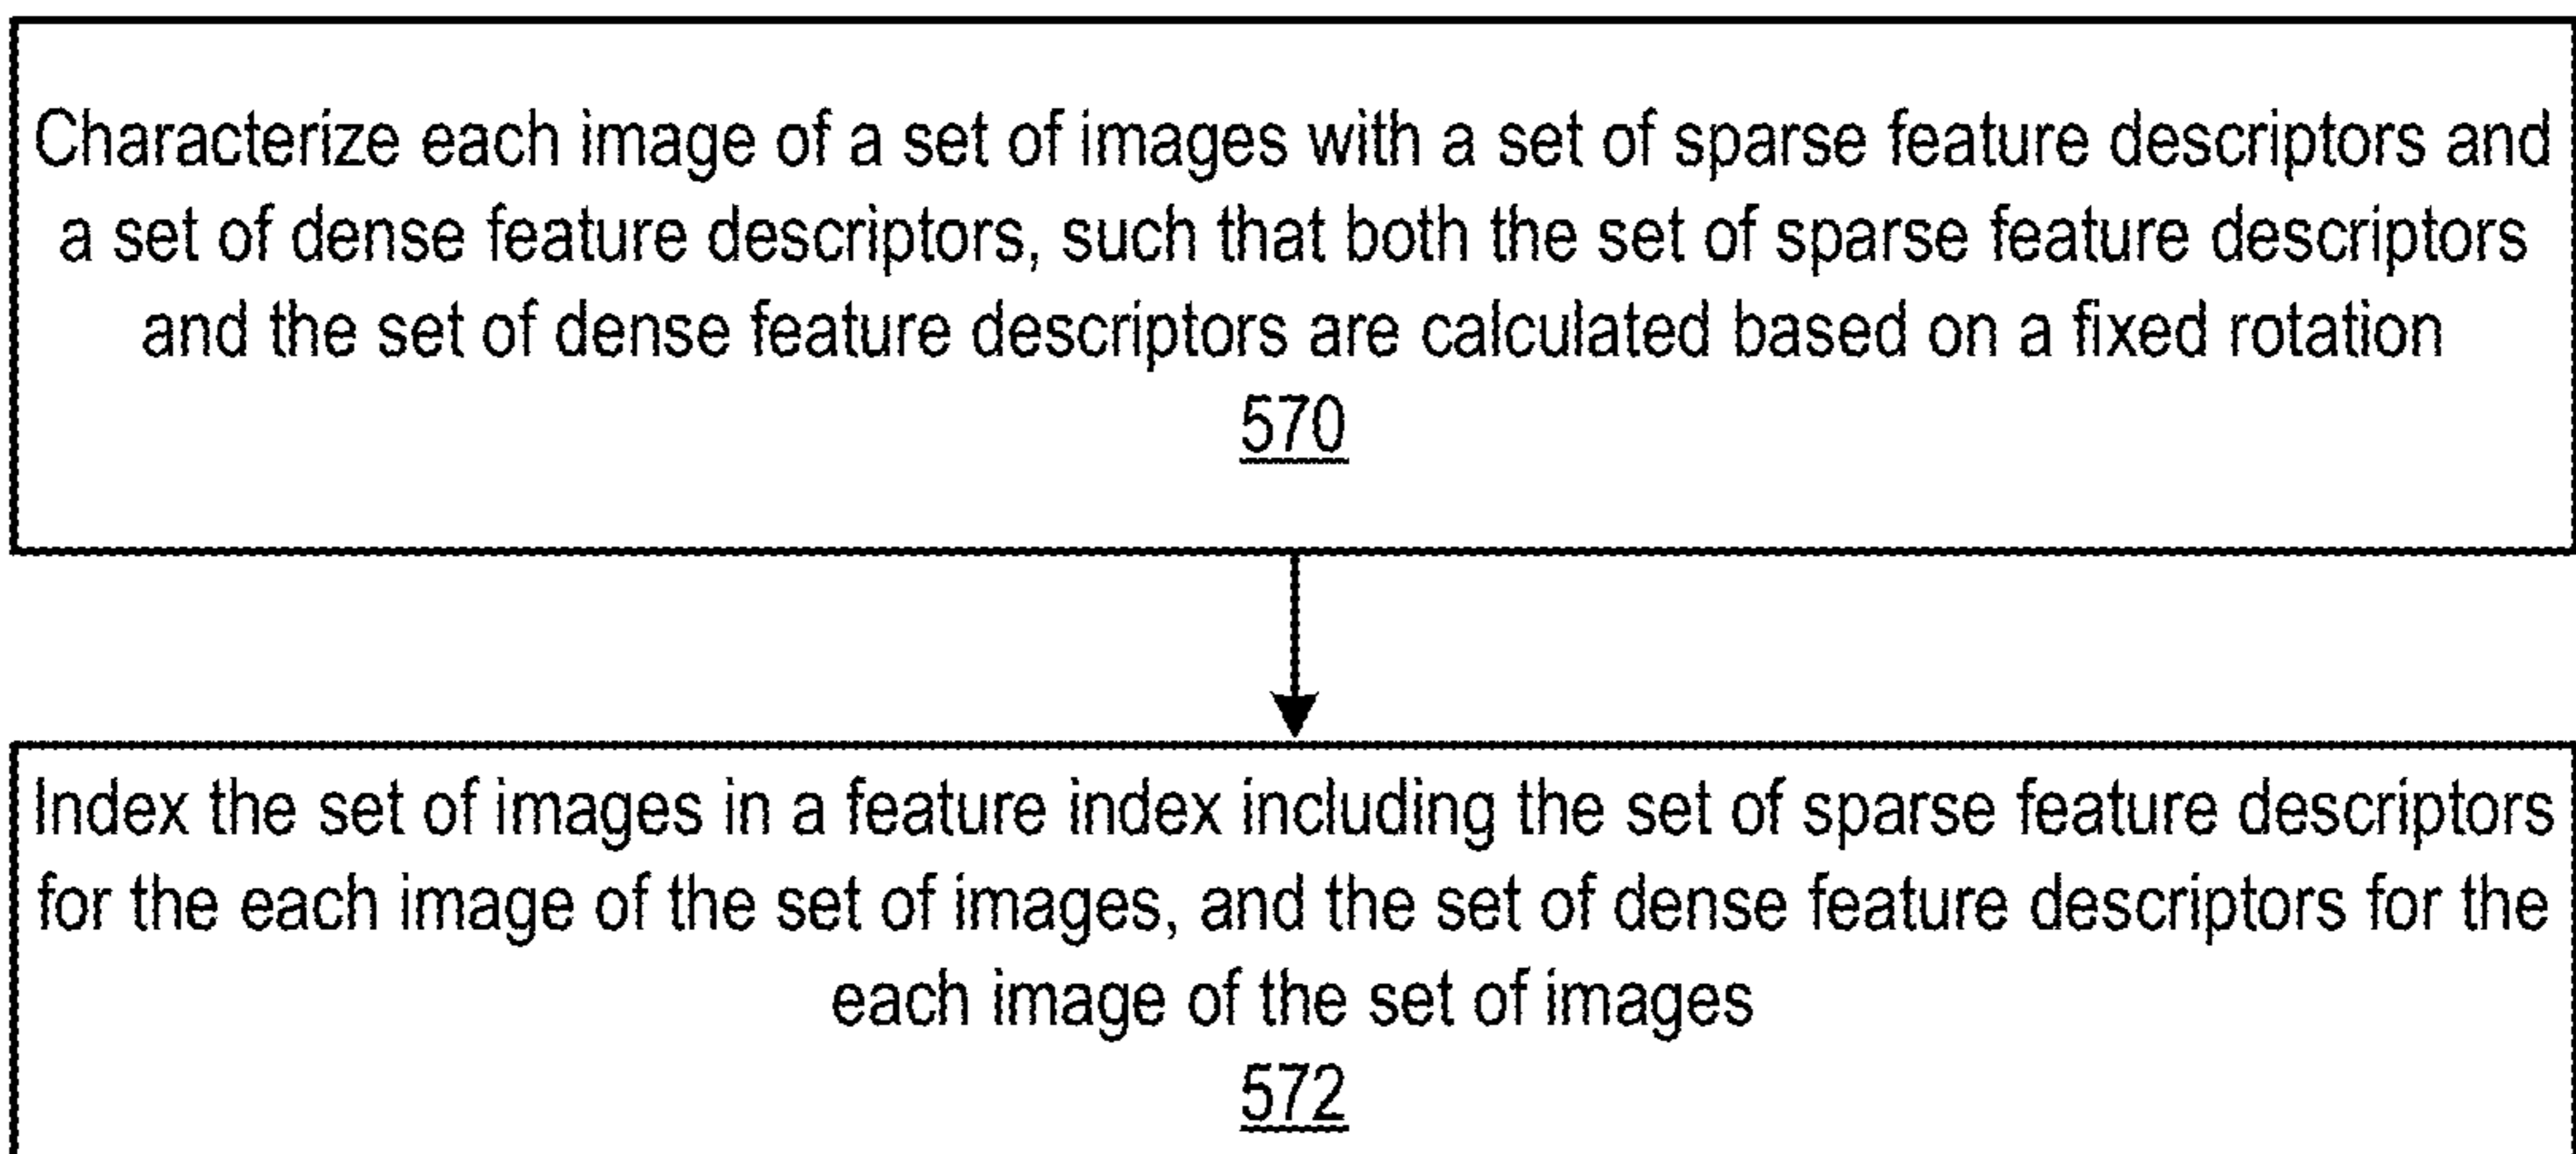 Characterize each image of a set of images with a set of sparse feature descriptors and
a set of dense feature descriptors, such that both the set of sparse feature descriptors
and the set of dense feature descriptors are calculated based on a fixed rotation
570
Index the set of images in a feature index including the set of sparse feature descriptors
for the each image of the set of images, and the set of dense feature descriptors for the
each image of the set of images
572